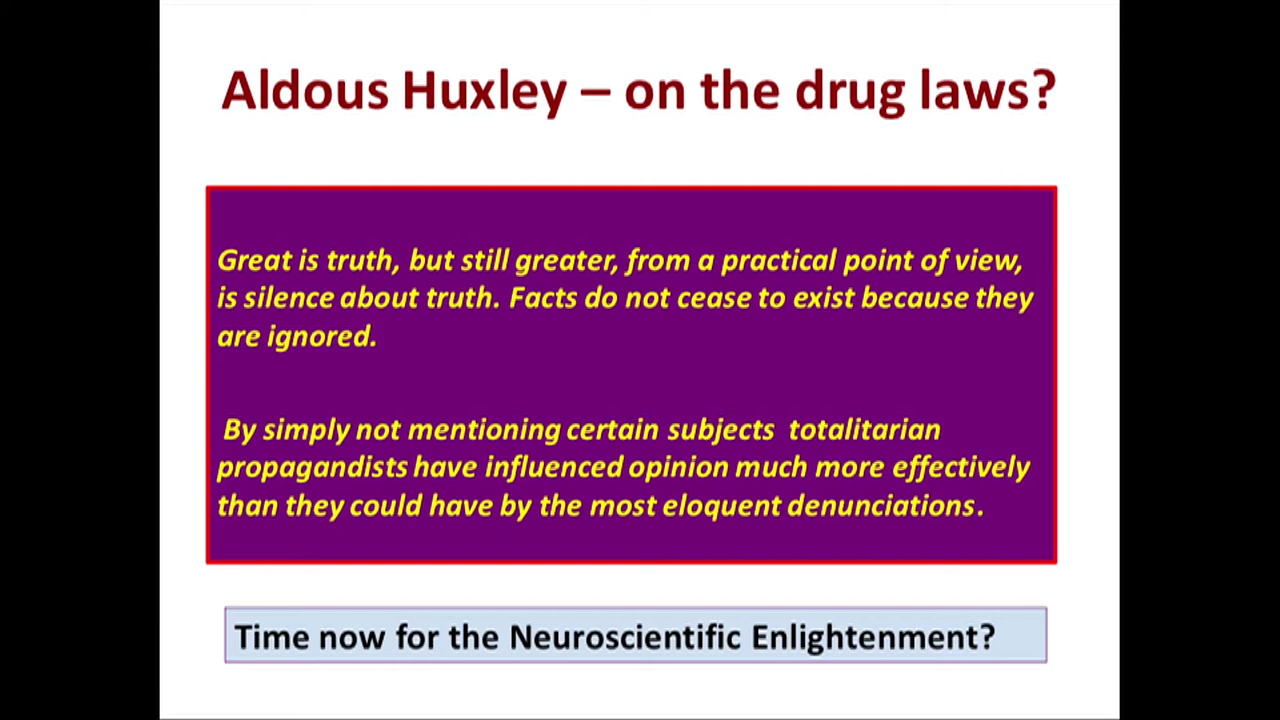 Aldous Huxley – on the drug laws?
Great is truth, but still greater, from a practical point of view,
is silence about truth. Facts do not cease to exist because they
are ignored.
By simply not mentioning certain subjects totalitarian
propagandists have influenced opinion much more effectively
than they could have by the most eloquent denunciations.
Time now for the Neuroscientific Enlightenment?